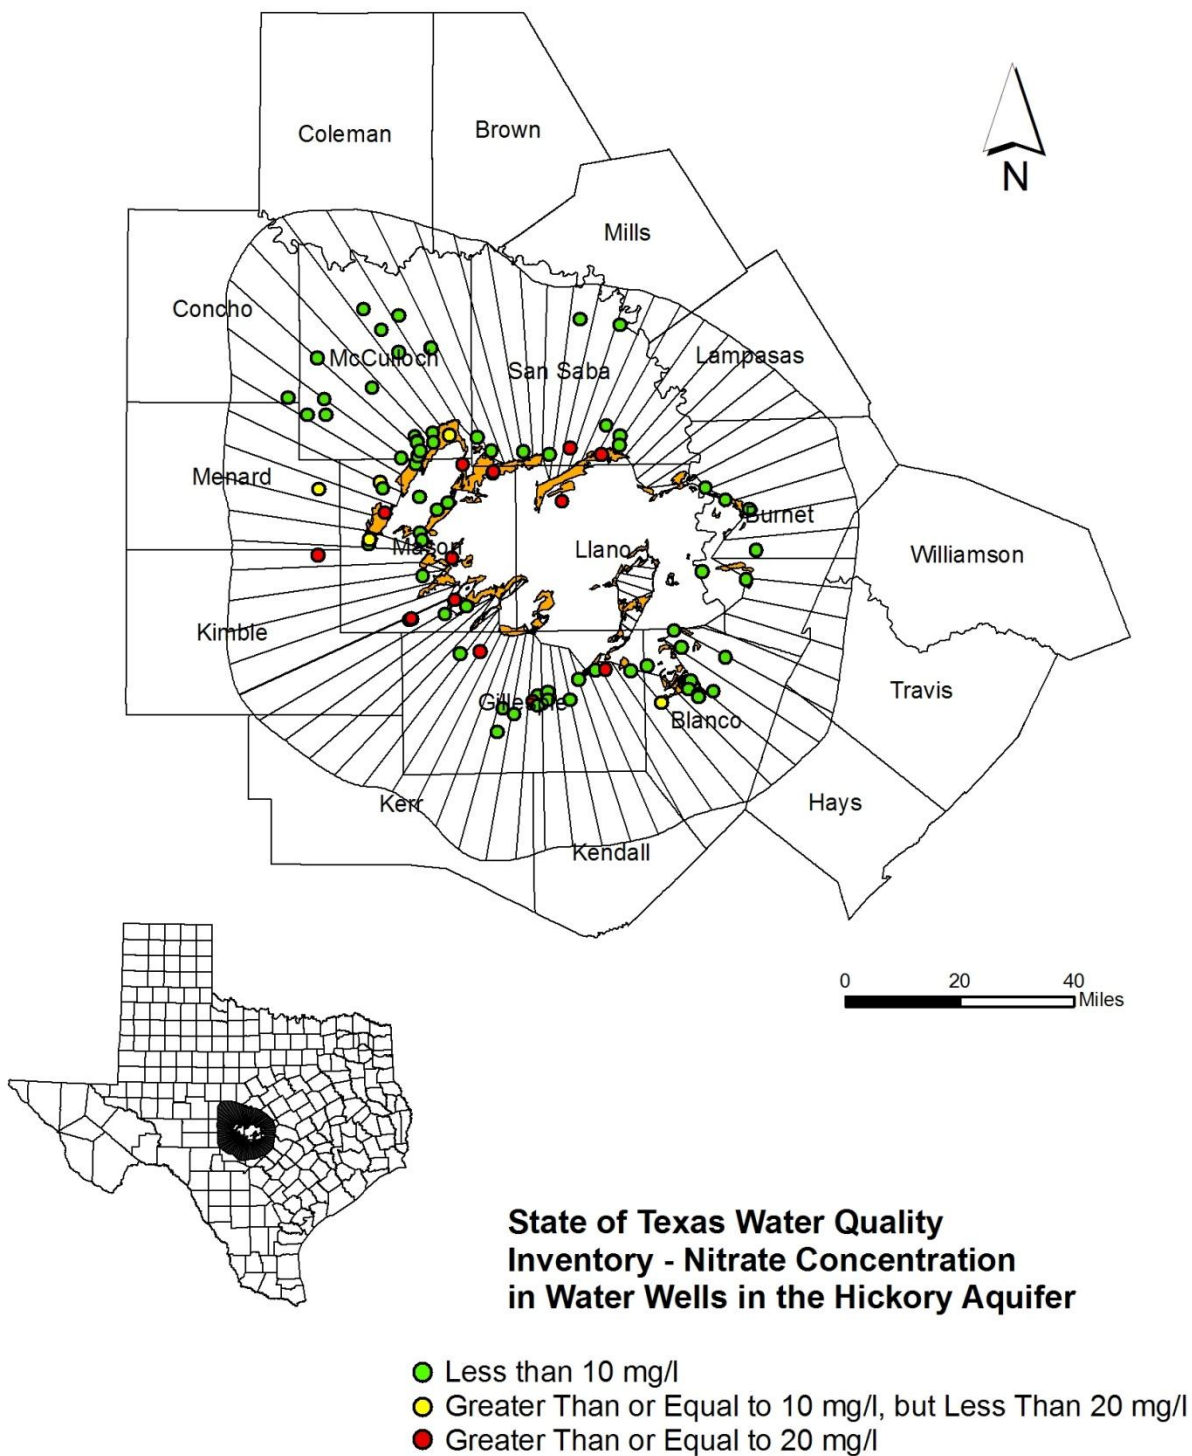 Coleman
Brown
N
Mills
Concho
McCulloch
San Saba
Lampasas
Menard
Burnet
Mason
Llano
Williamson
Kimble
Gillespie
Blanco
Travis
Kerr
Hays
Kendall
0 20 40
Miles
State of Texas Water Quality
Inventory - Nitrate Concentration
in Water Wells in the Hickory Aquifer
Less than 10 mg/l
Greater Than or Equal to 10 mg/l, but Less Than 20 mg/l
Greater Than or Equal to 20 mg/l